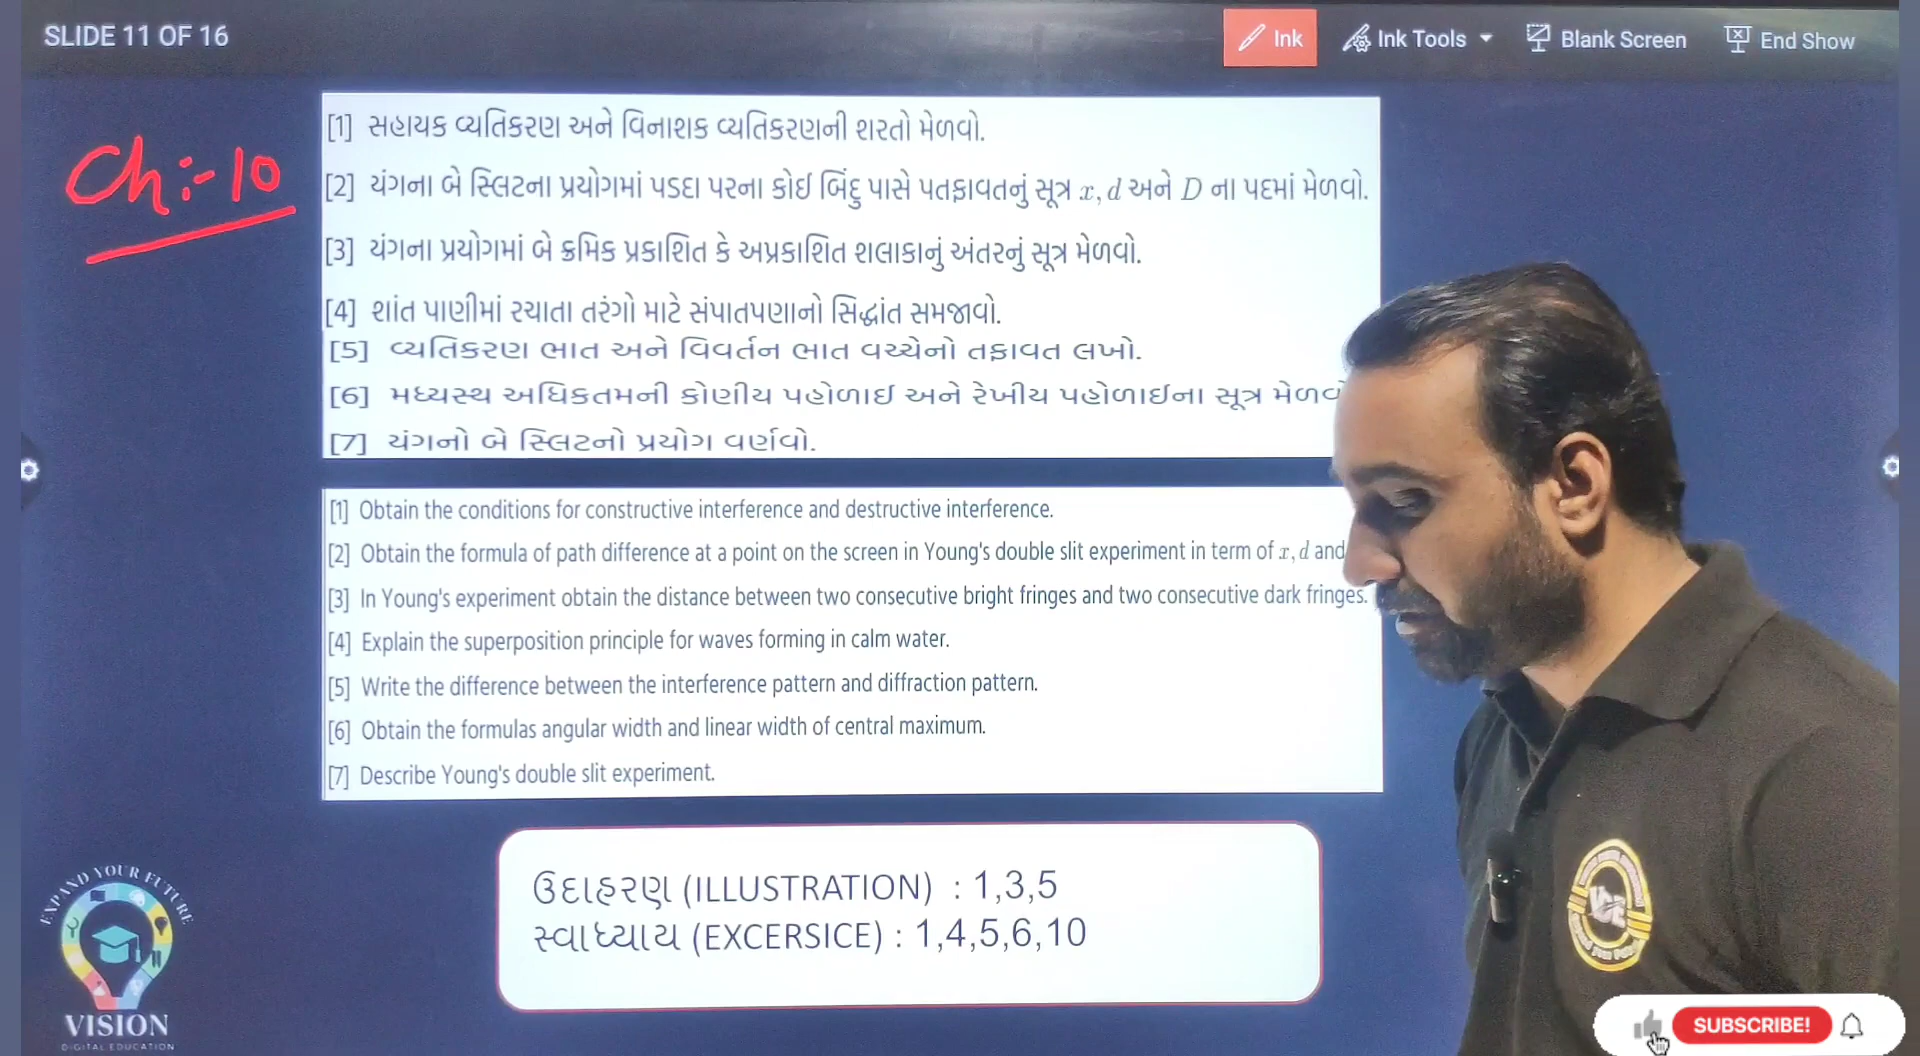 SLIDE 11 OF 16
Ink
Ink Tools
Blank Screen
End Show
Ch:-10
[1] સહાયક વ્યતિકરણ અને વિનાશક વ્યતિકરણની શરતો મેળવો.
[2] યંગના બે સ્લિટના પ્રયોગમાં પડદા પરના કોઈ બિંદુ પાસે પતફાવતનું સૂત્ર x, d અને D ના પદમાં મેળવો.
[3] યંગના પ્રયોગમાં બે ક્રમિક પ્રકાશિત કે અપ્રકાશિત શલાકાનું અંતરનું સૂત્ર મેળવો.
[4] શાંત પાણીમાં રચાતા તરંગો માટે સંપાતપણાનો સિદ્ધાંત સમજાવો.
[5] વ્યતિકરણ ભાત અને વિવર્તન ભાત વચ્ચેનો તફાવત લખો.
[6] મધ્યસ્થ અધિકતમની કોણીય પહોળાઈ અને રેખીય પહોળાઈના સૂત્ર
[7] યંગનો બે સ્લિટનો પ્રયોગ વર્ણવો.
[1] Obtain the conditions for constructive interference and destructive interference.
[2] Obtain the formula of path difference at a point on the screen in Young's double slit experiment in term of x, d and
[3] In Young's experiment obtain the distance between two consecutive bright fringes and two consecutive dark fringes.
[4] Explain the superposition principle for waves forming in calm water.
[5] Write the difference between the interference pattern and diffraction pattern.
[6] Obtain the formulas angular width and linear width of central maximum.
[7] Describe Young's double slit experiment.
ઉદાહરણ (ILLUSTRATION) : 1,3,5
સ્વાધ્યાય (EXCERSICE) : 1,4,5,6,10
EXPAND YOUR FUTURE
VISION
DIGITAL EDUCATION
SUBSCRIBE!